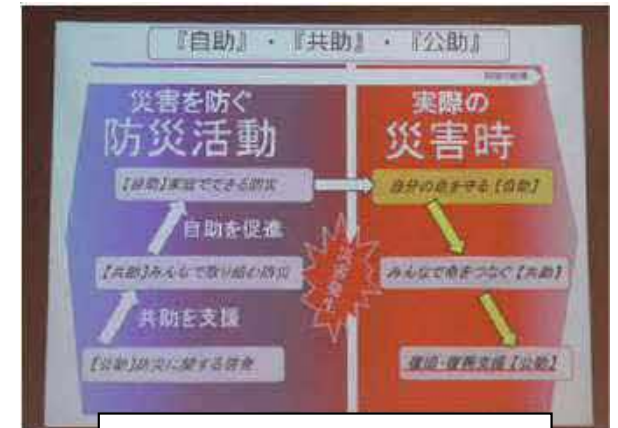 『自助』・『共助』・『公助』
災害を防ぐ
防災活動
【自助】家庭でできる防災
自助を促進
【共助】みんなで取り組む防災
共助を支援
【公助】防災に関する啓発
災害発生
実際の
災害時
自分の命を守る【自助】
みんなで命をつなぐ【共助】
復旧・復興支援【公助】